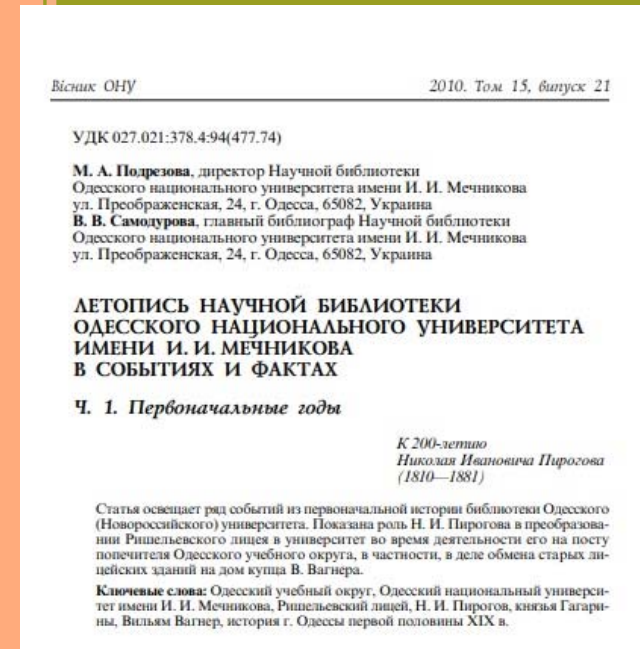 Вісник ОНУ 2010. Том 15, випуск 21
УДК 027.021:378.4:94(477.74)
М. А. Подрезова, директор Научной библиотеки
Одесского национального университета имени И. И. Мечникова
ул. Преображенская, 24, г. Одесса, 65082, Украина
В. В. Самодурова, главный библиограф Научной библиотеки
Одесского национального университета имени И. И. Мечникова
ул. Преображенская, 24, г. Одесса, 65082, Украина
ЛЕТОПИСЬ НАУЧНОЙ БИБЛИОТЕКИ
ОДЕССКОГО НАЦИОНАЛЬНОГО УНИВЕРСИТЕТА
ИМЕНИ И. И. МЕЧНИКОВА
В СОБЫТИЯХ И ФАКТАХ
Ч. 1. Первоначальные годы
К 200-летию
Николая Ивановича Пирогова
(1810—1881)
Статья освещает ряд событий из первоначальной истории библиотеки Одесского
(Новороссийского) университета. Показана роль Н. И. Пирогова в преобразова-
нии Ришельевского лицея в университет во время деятельности его на посту
попечителя Одесского учебного округа, в частности, в деле обмена старых ли-
цейских зданий на дом купца В. Вагнера.
Ключевые слова: Одесский учебный округ, Одесский национальный универси-
тет имени И. И. Мечникова, Ришельевский лицей, Н. И. Пирогов, князья Гагари-
ны, Вильям Вагнер, история г. Одессы первой половины XIX в.